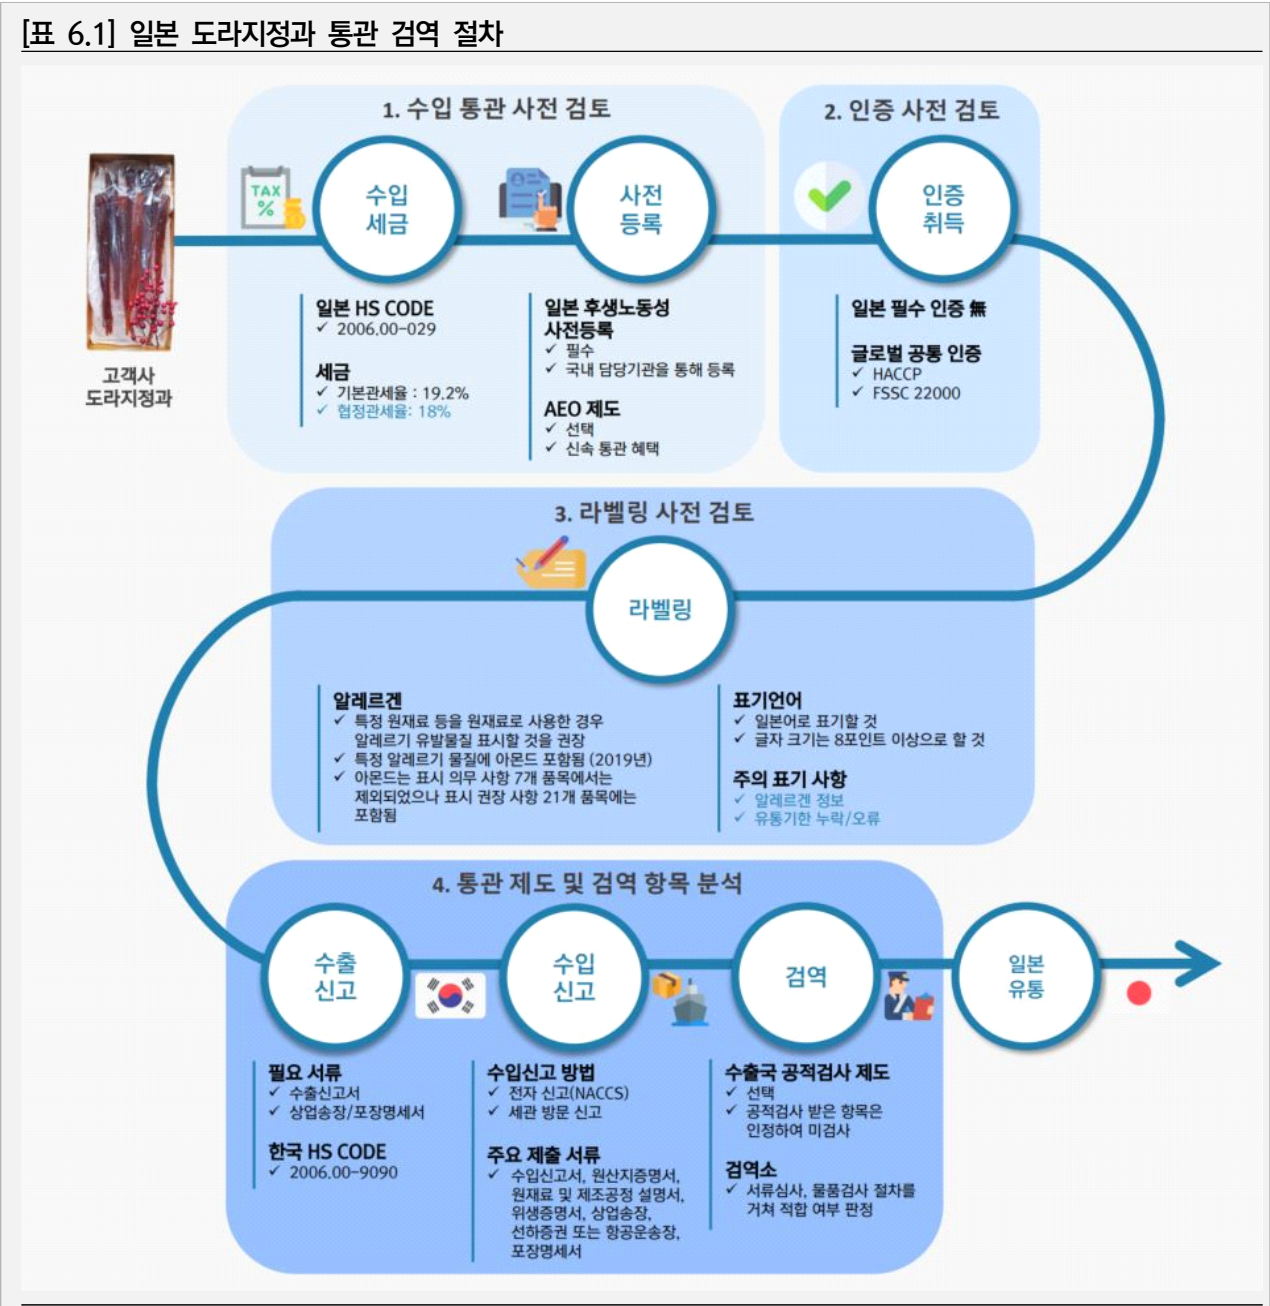 [표 6.1] 일본 도라지정과 통관 검역 절차
1. 수입 통관 사전 검토
2. 인증 사전 검토
TAX
%
수입
세금
사전
등록
인증
취득
고객사
도라지정과
일본 HS CODE
✓ 2006.00-029
세금
✓ 기본관세율 : 19.2%
✓ 협정관세율: 18%
일본 후생노동성
사전등록
✓ 필수
✓ 국내 담당기관을 통해 등록
AEO 제도
✓ 선택
✓ 신속 통관 혜택
일본 필수 인증 無
글로벌 공통 인증
✓ HACCP
✓ FSSC 22000
3. 라벨링 사전 검토
라벨링
알레르겐
✓ 특정 원재료 등을 원재료로 사용한 경우
알레르기 유발물질 표시할 것을 권장
✓ 특정 알레르기 물질에 아몬드 포함됨 (2019년)
✓ 아몬드는 표시 의무 사항 7개 품목에서는
제외되었으나 표시 권장 사항 21개 품목에는
포함됨
표기언어
✓ 일본어로 표기할 것
✓ 글자 크기는 8포인트 이상으로 할 것
주의 표기 사항
✓ 알레르겐 정보
✓ 유통기한 누락/오류
4. 통관 제도 및 검역 항목 분석
수출
신고
수입
신고
검역
일본
유통
필요 서류
✓ 수출신고서
✓ 상업송장/포장명세서
한국 HS CODE
✓ 2006.00-9090
수입신고 방법
✓ 전자 신고(NACCS)
✓ 세관 방문 신고
주요 제출 서류
✓ 수입신고서, 원산지증명서,
원재료 및 제조공정 설명서,
위생증명서, 상업송장,
선하증권 또는 항공운송장,
포장명세서
수출국 공적검사 제도
✓ 선택
✓ 공적검사 받은 항목은
인정하여 미검사
검역소
✓ 서류심사, 물품검사 절차를
거쳐 적합 여부 판정